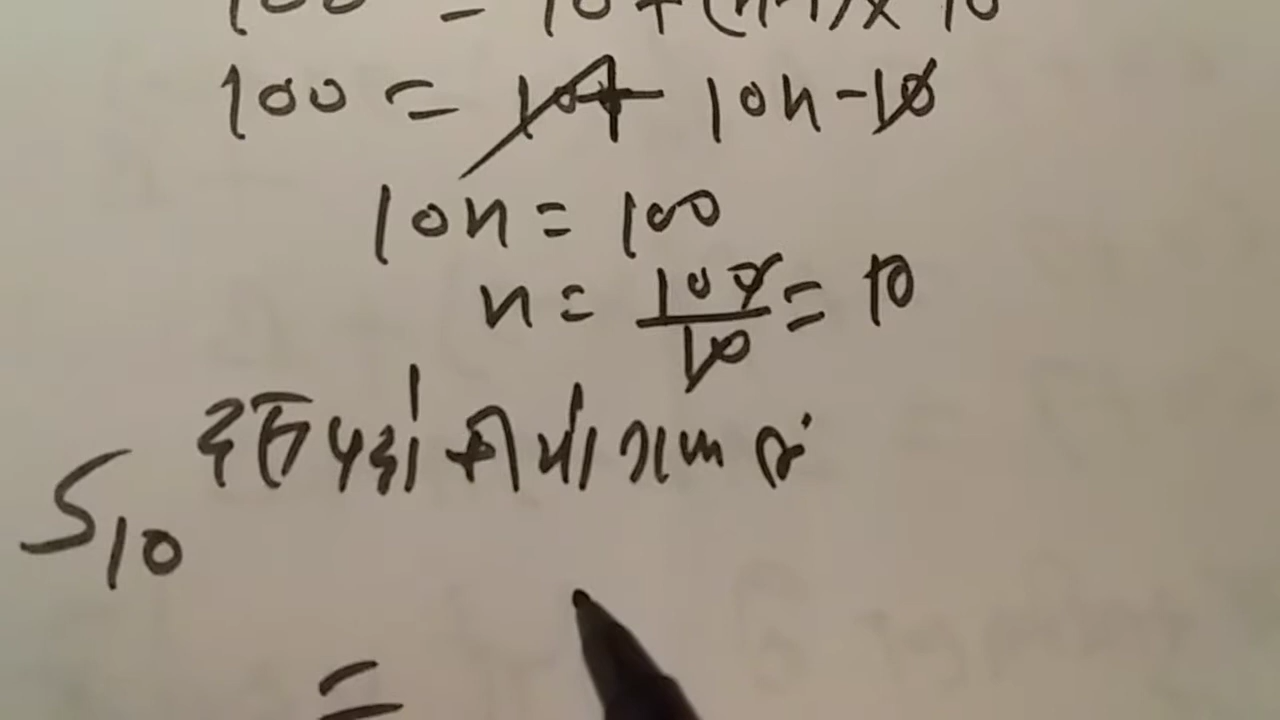 100 = 10 + (n-1) x 10
100 = 10 + 10n - 10
10n = 100
n = 100/10 = 10
S10
=